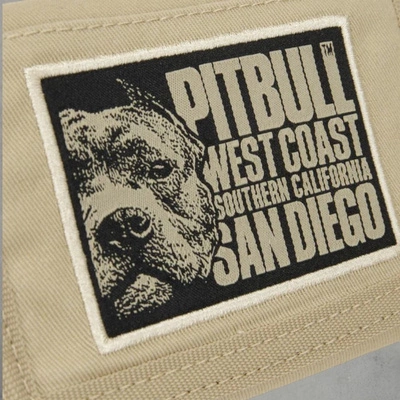 PITBULL™
WEST COAST
SOUTHERN CALIFORNIA
SAN DIEGO